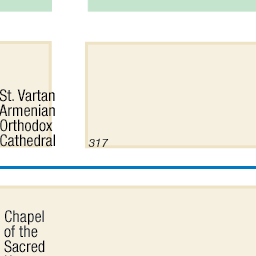 St. Vartan
Armenian
Orthodox
Cathedral
317
Chapel
of the
Sacred